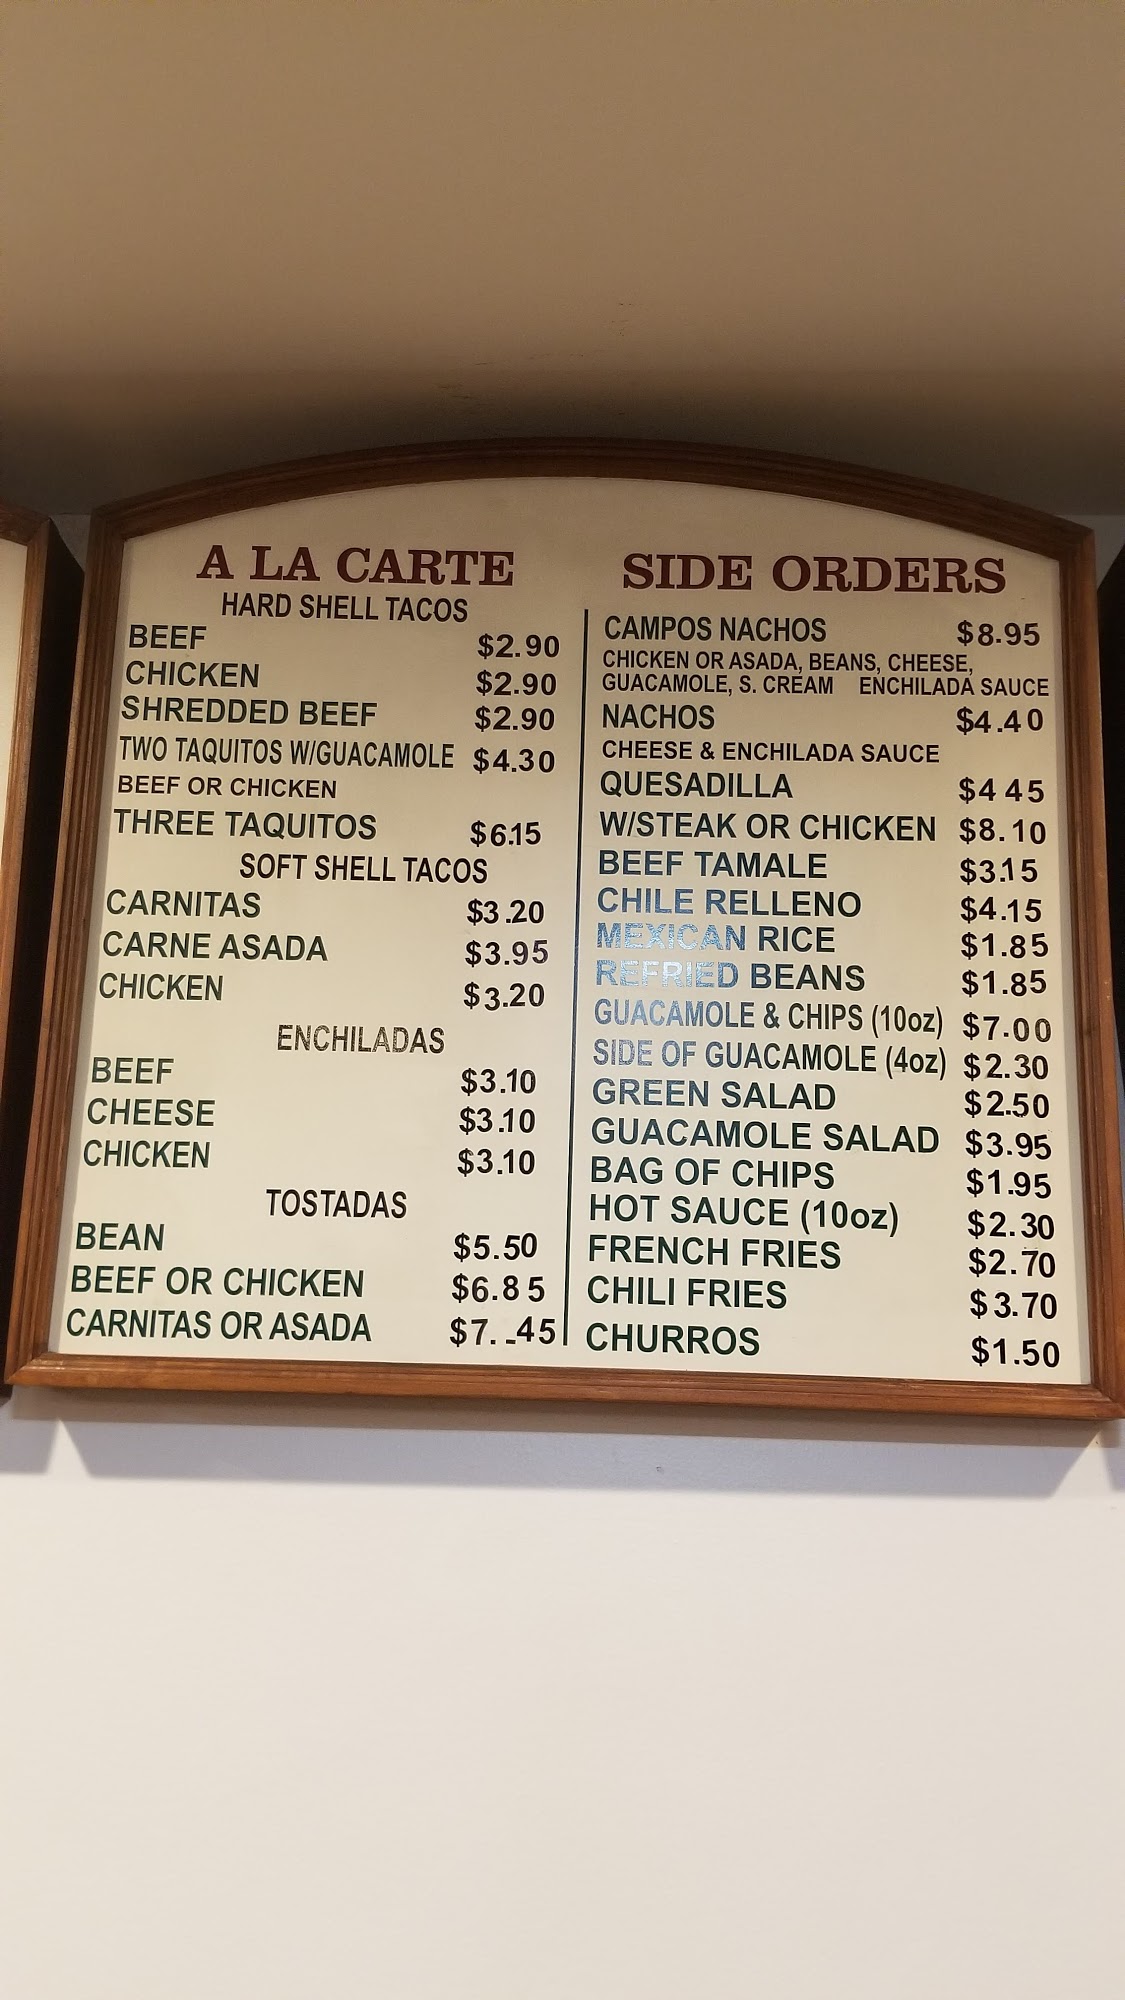 A LA CARTE
HARD SHELL TACOS
BEEF $2.90
CHICKEN $2.90
SHREDDED BEEF $2.90
TWO TAQUITOS W/GUACAMOLE $4.30
BEEF OR CHICKEN
THREE TAQUITOS $6.15
SOFT SHELL TACOS
CARNITAS $3.20
CARNE ASADA $3.95
CHICKEN $3.20
ENCHILADAS
BEEF $3.10
CHEESE $3.10
CHICKEN $3.10
TOSTADAS
BEAN $5.50
BEEF OR CHICKEN $6.85
CARNITAS OR ASADA $7. .45
SIDE ORDERS
CAMPOS NACHOS $8.95
CHICKEN OR ASADA, BEANS, CHEESE,
GUACAMOLE, S. CREAM ENCHILADA SAUCE
NACHOS $4.40
CHEESE & ENCHILADA SAUCE
QUESADILLA $4 45
W/STEAK OR CHICKEN $8.10
BEEF TAMALE $3.15
CHILE RELLENO $4.15
MEXICAN RICE $1.85
REFRIED BEANS $1.85
GUACAMOLE & CHIPS (10oz) $7.00
SIDE OF GUACAMOLE (4oz) $2.30
GREEN SALAD $2.50
GUACAMOLE SALAD $3.95
BAG OF CHIPS $1.95
HOT SAUCE (10oz) $2.30
FRENCH FRIES $2.70
CHILI FRIES $3.70
CHURROS $1.50